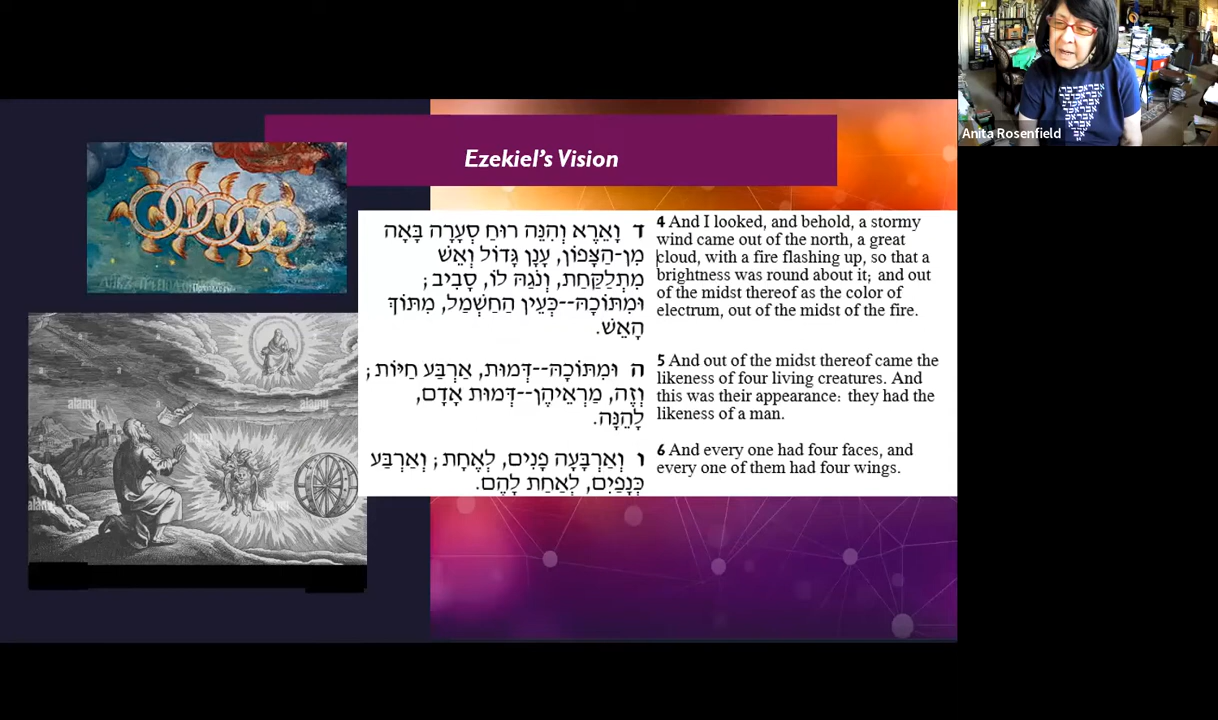 Ezekiel's Vision
ד וָאֵרֶא וְהִנֵּה רוּחַ סְעָרָה בָּאָה
מִן-הַצָּפוֹן, עָנָן גָּדוֹל וְאֵשׁ
מִתְלַקַּחַת, וְנֹגַהּ לוֹ, סָבִיב;
וּמִתּוֹכָהּ--כְּעֵין הַחַשְׁמַל, מִתּוֹךְ
הָאֵשׁ.
ה וּמִתּוֹכָהּ--דְּמוּת, אַרְבַּע חַיּוֹת;
וְזֶה, מַרְאֵיהֶן--דְּמוּת אָדָם,
לָהֵנָּה.
ו וְאַרְבָּעָה פָנִים, לְאֶחָת; וְאַרְבַּע
כְּנָפַיִם, לְאַחַת לָהֶם.
4 And I looked, and behold, a stormy
wind came out of the north, a great
cloud, with a fire flashing up, so that a
brightness was round about it; and out
of the midst thereof as the color of
electrum, out of the midst of the fire.
5 And out of the midst thereof came the
likeness of four living creatures. And
this was their appearance: they had the
likeness of a man.
6 And every one had four faces, and
every one of them had four wings.
alamy
alamy
alamy
alamy
Anita Rosenfield
אבראכדברא